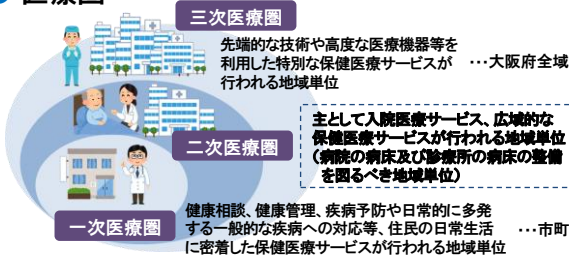 医療圏
三次医療圏
先端的な技術や高度な医療機器等を
利用した特別な保健医療サービスが
行われる地域単位
…大阪府全域
二次医療圏
主として入院医療サービス、広域的な
保健医療サービスが行われる地域単位
(病院の病床及び診療所の病床の整備
を図るべき地域単位)
一次医療圏
健康相談、健康管理、疾病予防や日常的に多発
する一般的な疾病への対応等、住民の日常生活
に密着した保健医療サービスが行われる地域単位
…市町